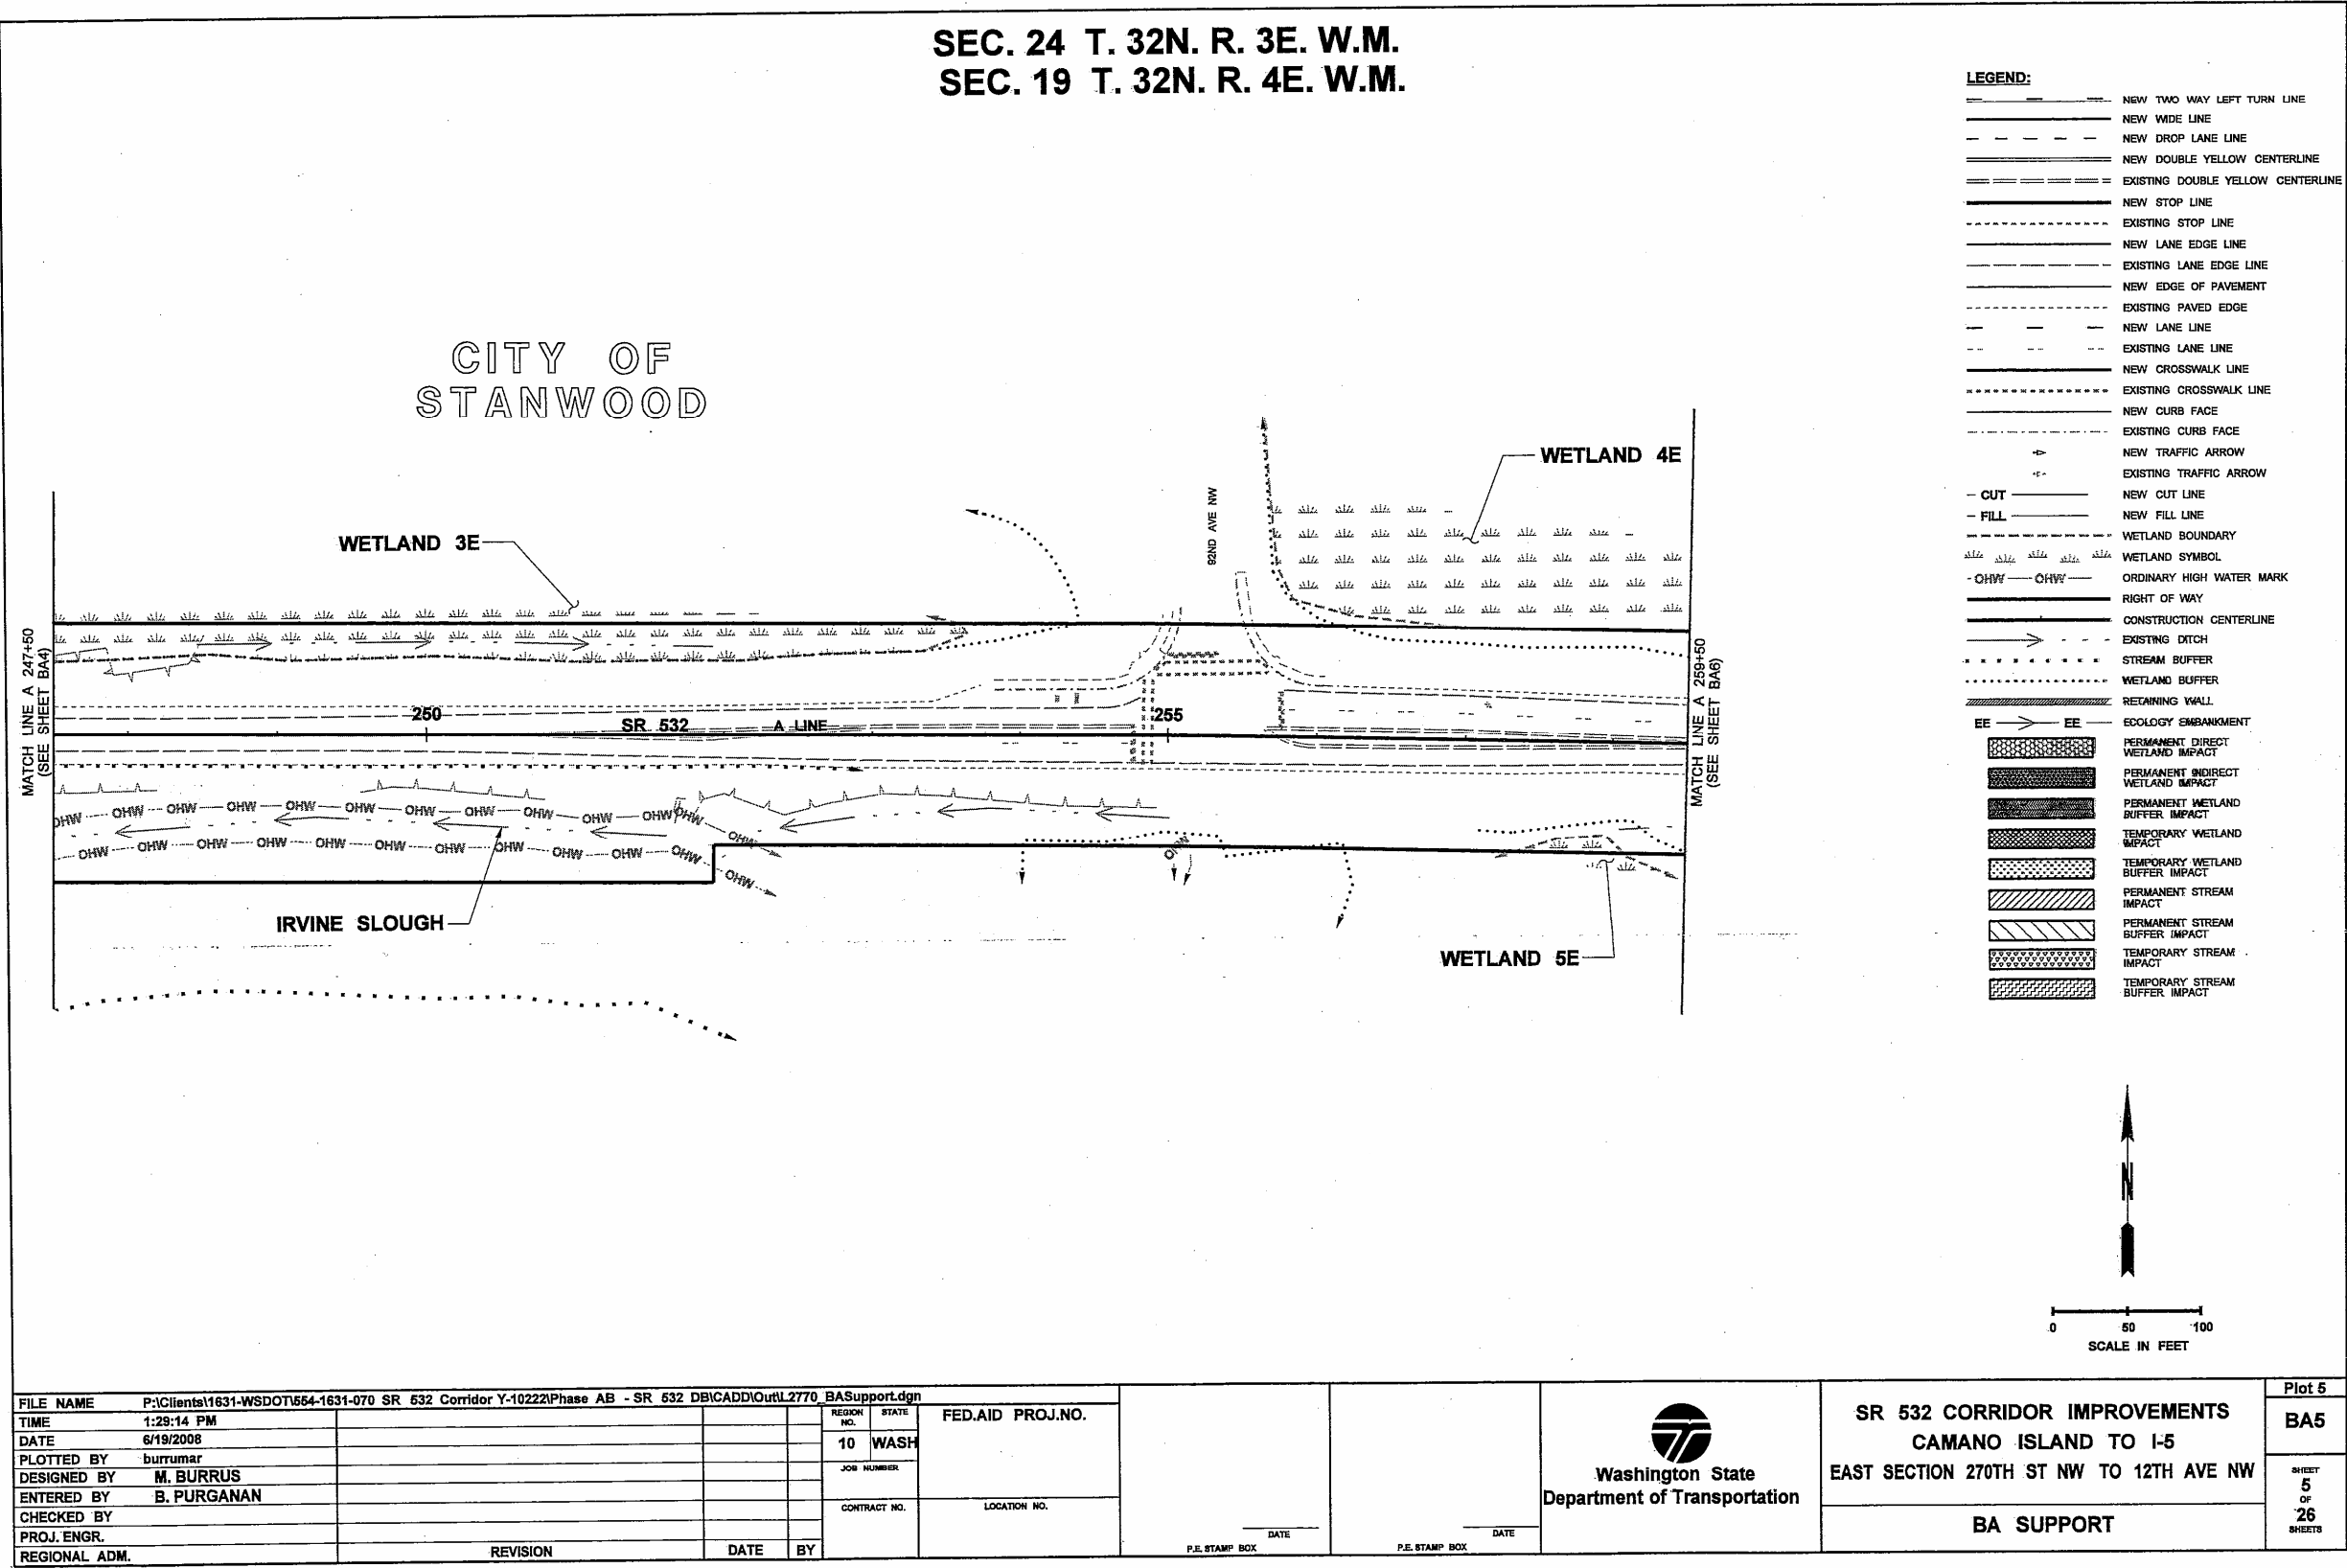 SEC. 24 T. 32N. R. 3E. W.M.
SEC. 19 T. 32N. R. 4E. W.M.
LEGEND:
NEW TWO WAY LEFT TURN LINE
NEW WIDE LINE
NEW DROP LANE LINE
NEW DOUBLE YELLOW CENTERLINE
EXISTING DOUBLE YELLOW CENTERLINE
NEW STOP LINE
EXISTING STOP LINE
NEW LANE EDGE LINE
EXISTING LANE EDGE LINE
NEW EDGE OF PAVEMENT
EXISTING PAVED EDGE
NEW LANE LINE
EXISTING LANE LINE
NEW CROSSWALK LINE
EXISTING CROSSWALK LINE
NEW CURB FACE
EXISTING CURB FACE
NEW TRAFFIC ARROW
EXISTING TRAFFIC ARROW
CUT NEW CUT LINE
FILL NEW FILL LINE
WETLAND BOUNDARY
WETLAND SYMBOL
OHW OHW ORDINARY HIGH WATER MARK
RIGHT OF WAY
CONSTRUCTION CENTERLINE
EXISTING DITCH
STREAM BUFFER
WETLAND BUFFER
RETAINING WALL
EE EE ECOLOGY EMBANKMENT
PERMANENT DIRECT
WETLAND IMPACT
PERMANENT INDIRECT
WETLAND IMPACT
PERMANENT WETLAND
BUFFER IMPACT
TEMPORARY WETLAND
IMPACT
TEMPORARY WETLAND
BUFFER IMPACT
PERMANENT STREAM
IMPACT
PERMANENT STREAM
BUFFER IMPACT
TEMPORARY STREAM
IMPACT
TEMPORARY STREAM
BUFFER IMPACT
CITY OF
STANWOOD
WETLAND 4E
WETLAND 3E
92ND AVE NW
MATCH LINE A 247+50
(SEE SHEET BA4)
250
SR 532
A LINE
255
MATCH LINE A 259+50
(SEE SHEET BA6)
OHW OHW OHW OHW OHW OHW OHW OHW OHW OHW OHW OHW OHW
OHW OHW OHW OHW OHW OHW OHW OHW OHW OHW OHW OHW
OHW
IRVINE SLOUGH
WETLAND 5E
N
0 50 100
SCALE IN FEET
FILE NAME P:\Clients\1631-WSDOT\554-1631-070 SR 532 Corridor Y-10222\Phase AB - SR 532 DB\CADD\Out\L2770_BASupport.dgn
TIME 1:29:14 PM
DATE 6/19/2008
PLOTTED BY burrumar
DESIGNED BY M. BURRUS
ENTERED BY B. PURGANAN
CHECKED BY
PROJ. ENGR.
REGIONAL ADM.
REVISION DATE BY
REGION NO. STATE
10 WASH
JOB NUMBER
CONTRACT NO.
FED.AID PROJ.NO.
LOCATION NO.
DATE
P.E. STAMP BOX
DATE
P.E. STAMP BOX
Washington State
Department of Transportation
SR 532 CORRIDOR IMPROVEMENTS
CAMANO ISLAND TO I-5
EAST SECTION 270TH ST NW TO 12TH AVE NW
BA SUPPORT
Plot 5
BA5
SHEET
5
OF
26
SHEETS